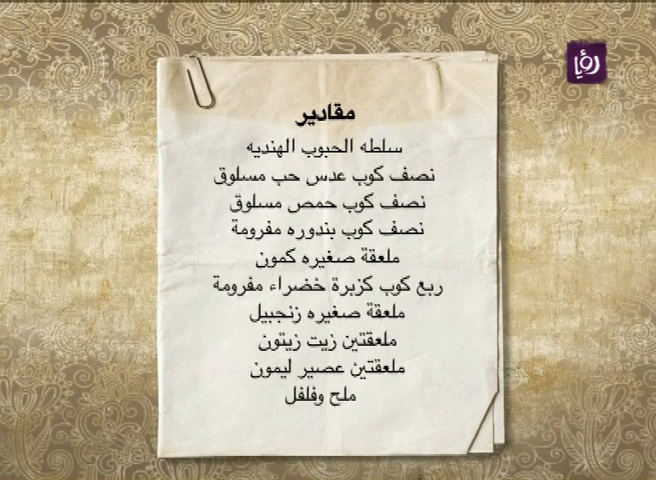 رؤيا
مقادير
سلطه الحبوب الهنديه
نصف كوب عدس حب مسلوق
نصف كوب حمص مسلوق
نصف كوب بندوره مفرومة
ملعقة صغيره كمون
ربع كوب كزبرة خضراء مفرومة
ملعقة صغيره زنجبيل
ملعقتين زيت زيتون
ملعقتين عصير ليمون
ملح وفلفل